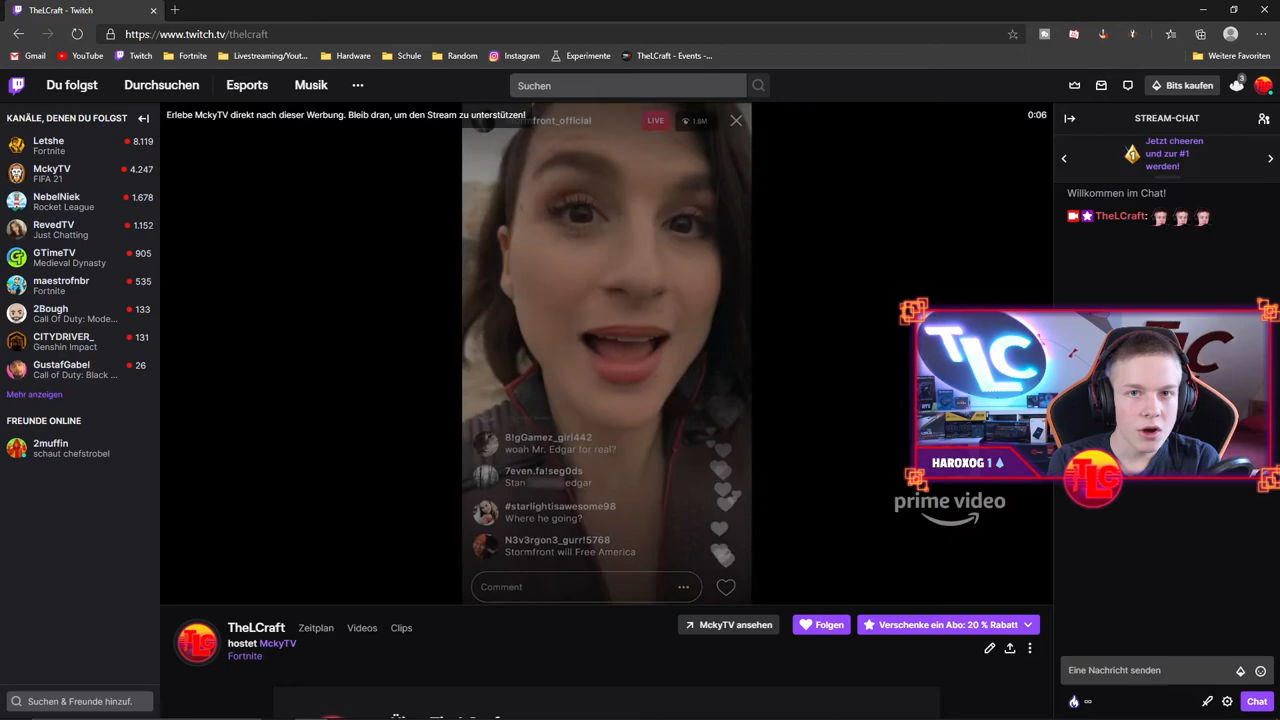 TheLCraft - Twitch
https://www.twitch.tv/thelcraft
Gmail
YouTube
Twitch
Fortnite
Livestreaming/Yout...
Hardware
Schule
Random
Instagram
Experimente
TheLCraft - Events -...
Weitere Favoriten
Du folgst
Durchsuchen
Esports
Musik
Suchen
Bits kaufen
3
KANÄLE, DENEN DU FOLGST
Letshe
8.119
Fortnite
MckyTV
4.247
FIFA 21
NebelNiek
1.678
Rocket League
RevedTV
1.152
Just Chatting
GTimeTV
905
Medieval Dynasty
maestrofnbr
535
Fortnite
2Bough
133
Call Of Duty: Mode...
CITYDRIVER_
131
Genshin Impact
GustafGabel
26
Call of Duty: Black ...
Mehr anzeigen
FREUNDE ONLINE
2muffin
schaut chefstrobel
Suchen & Freunde hinzuf.
Erlebe MckyTV direkt nach dieser Werbung. Bleib dran, um den Stream zu unterstützen!
0:06
front_official
LIVE
1.6M
8!gGamez_girl442
woah Mr. Edgar for real?
7even.fa!seg0ds
Stan edgar
#starlightisawesome98
Where he going?
N3v3rgon3_gurr!5768
Stormfront will Free America
Comment
prime video
TheLCraft
Zeitplan
Videos
Clips
hostet MckyTV
Fortnite
MckyTV ansehen
Folgen
Verschenke ein Abo: 20 % Rabatt
STREAM-CHAT
Jetzt cheeren
und zur #1
werden!
1
Willkommen im Chat!
TheLCraft:
TLC
TLC
HAROXOG 1
TLC
Eine Nachricht senden
∞
Chat